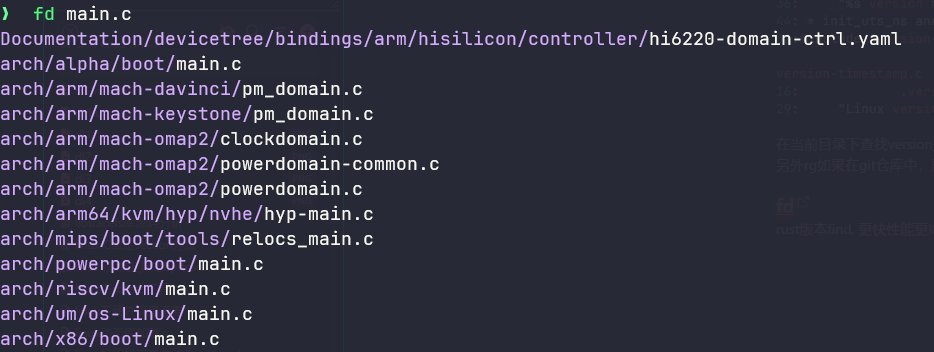 ❯ fd main.c
Documentation/devicetree/bindings/arm/hisilicon/controller/hi6220-domain-ctrl.yaml
arch/alpha/boot/main.c
arch/arm/mach-davinci/pm_domain.c
arch/arm/mach-keystone/pm_domain.c
arch/arm/mach-omap2/clockdomain.c
arch/arm/mach-omap2/powerdomain-common.c
arch/arm/mach-omap2/powerdomain.c
arch/arm64/kvm/hyp/nvhe/hyp-main.c
arch/mips/boot/tools/relocs_main.c
arch/powerpc/boot/main.c
arch/riscv/kvm/main.c
arch/um/os-Linux/main.c
arch/x86/boot/main.c